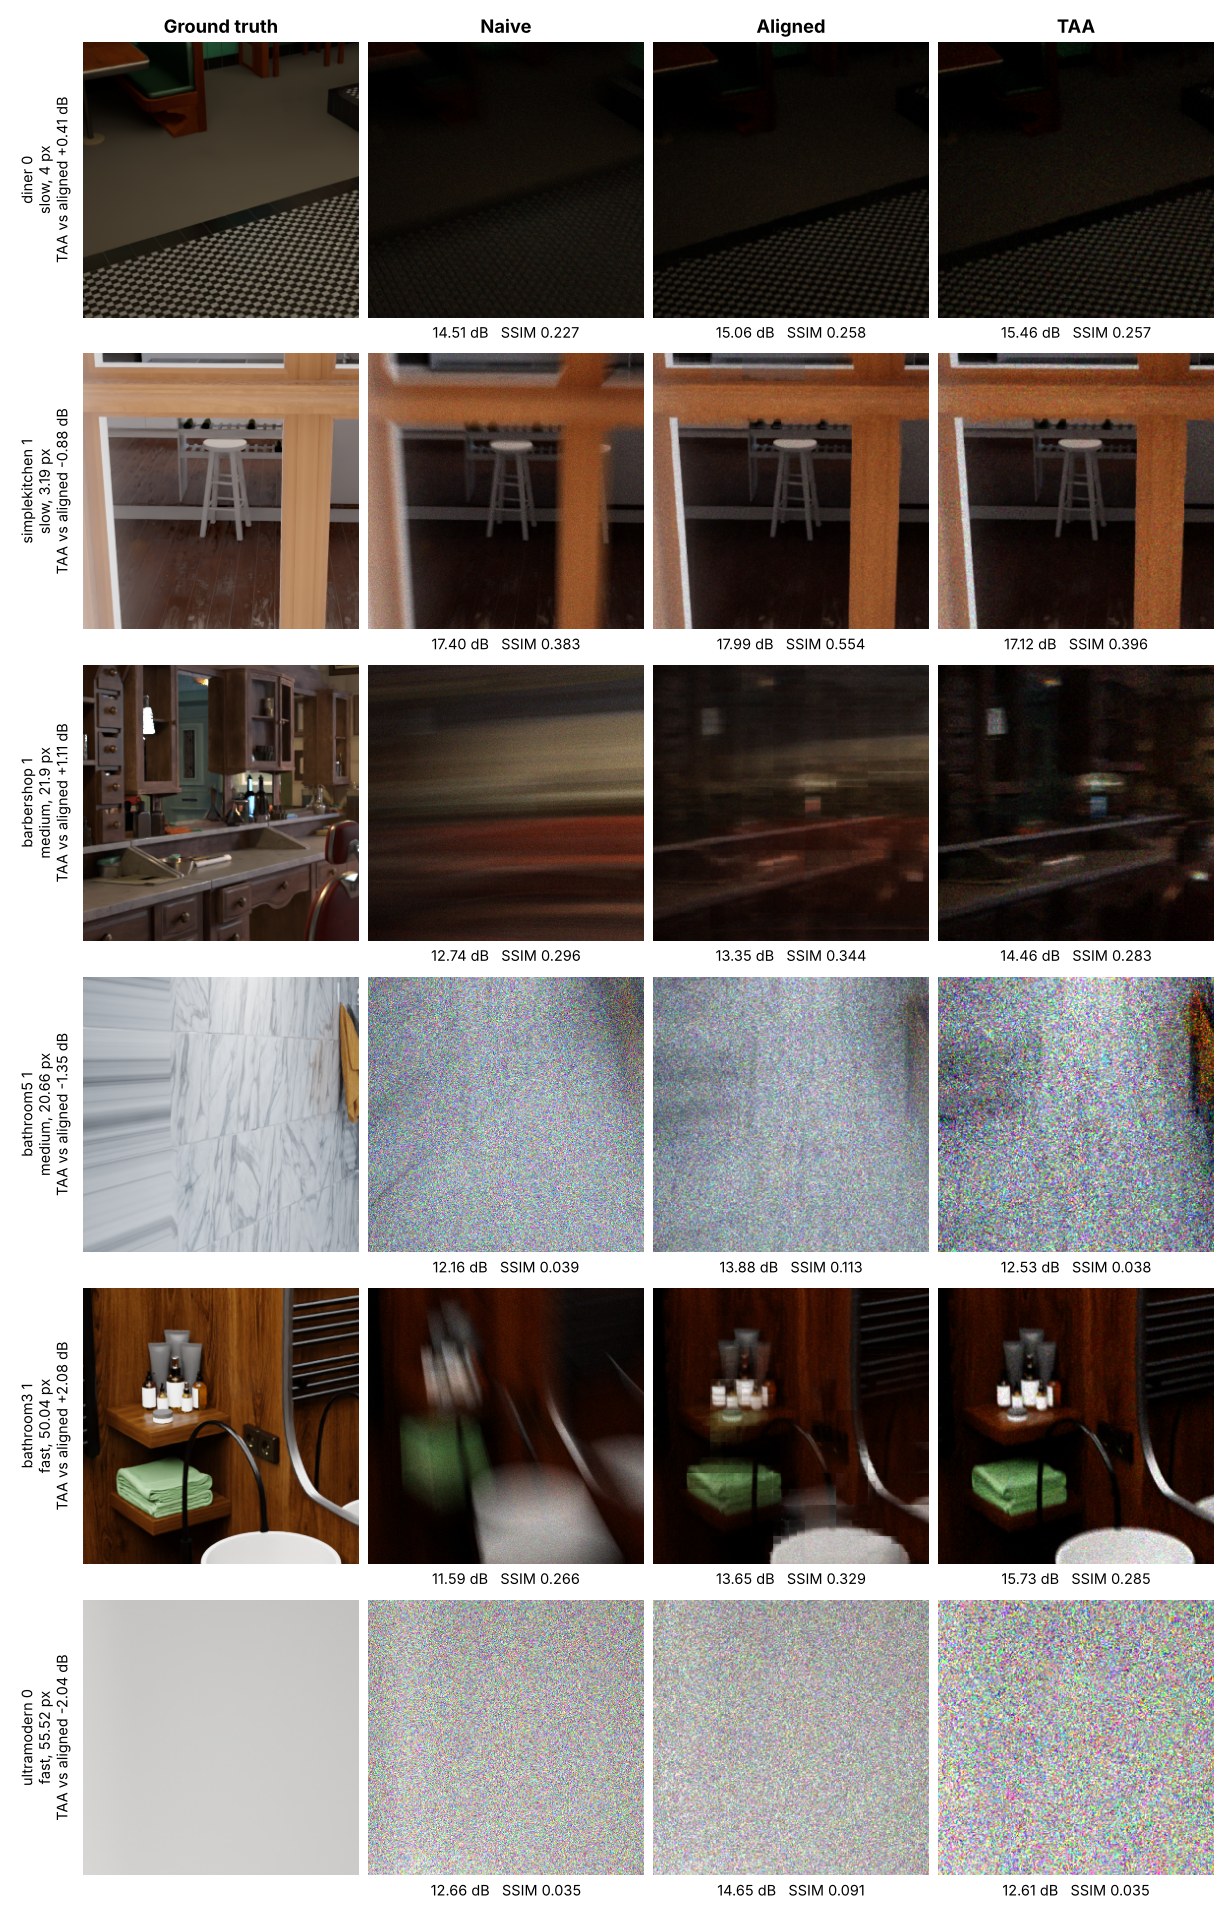 Ground truth
Naive
Aligned
TAA
diner 0
slow, 4 px
TAA vs aligned +0.41 dB
14.51 dB SSIM 0.227
15.06 dB SSIM 0.258
15.46 dB SSIM 0.257
simplekitchen 1
slow, 3.19 px
TAA vs aligned -0.88 dB
17.40 dB SSIM 0.383
17.99 dB SSIM 0.554
17.12 dB SSIM 0.396
barbershop 1
medium, 21.9 px
TAA vs aligned +1.11 dB
12.74 dB SSIM 0.296
13.35 dB SSIM 0.344
14.46 dB SSIM 0.283
bathroom5 1
medium, 20.66 px
TAA vs aligned -1.35 dB
12.16 dB SSIM 0.039
13.88 dB SSIM 0.113
12.53 dB SSIM 0.038
bathroom3 1
fast, 50.04 px
TAA vs aligned +2.08 dB
11.59 dB SSIM 0.266
13.65 dB SSIM 0.329
15.73 dB SSIM 0.285
ultramodern 0
fast, 55.52 px
TAA vs aligned -2.04 dB
12.66 dB SSIM 0.035
14.65 dB SSIM 0.091
12.61 dB SSIM 0.035